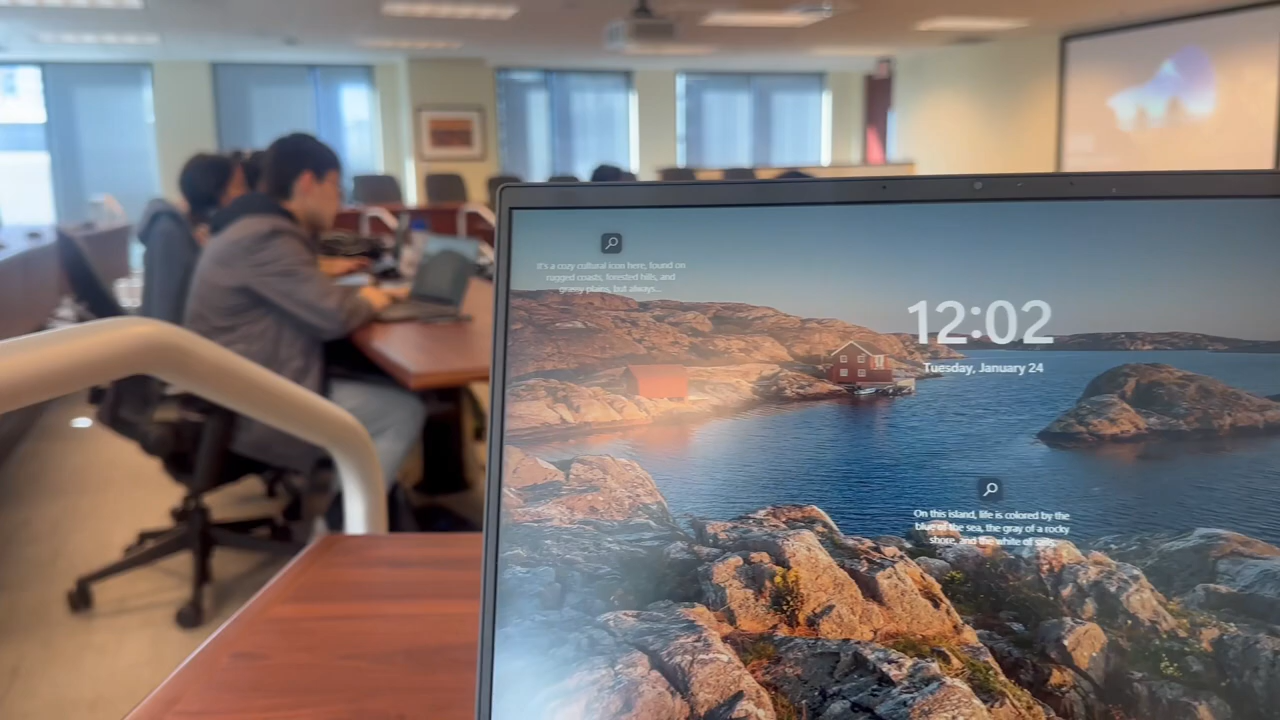 It's a cozy cultural icon here, found on
rugged coasts, forested hills, and
grassy plains, but always...
12:02
Tuesday, January 24
On this island, life is colored by the
blue of the sea, the gray of a rocky
shore, and the white of